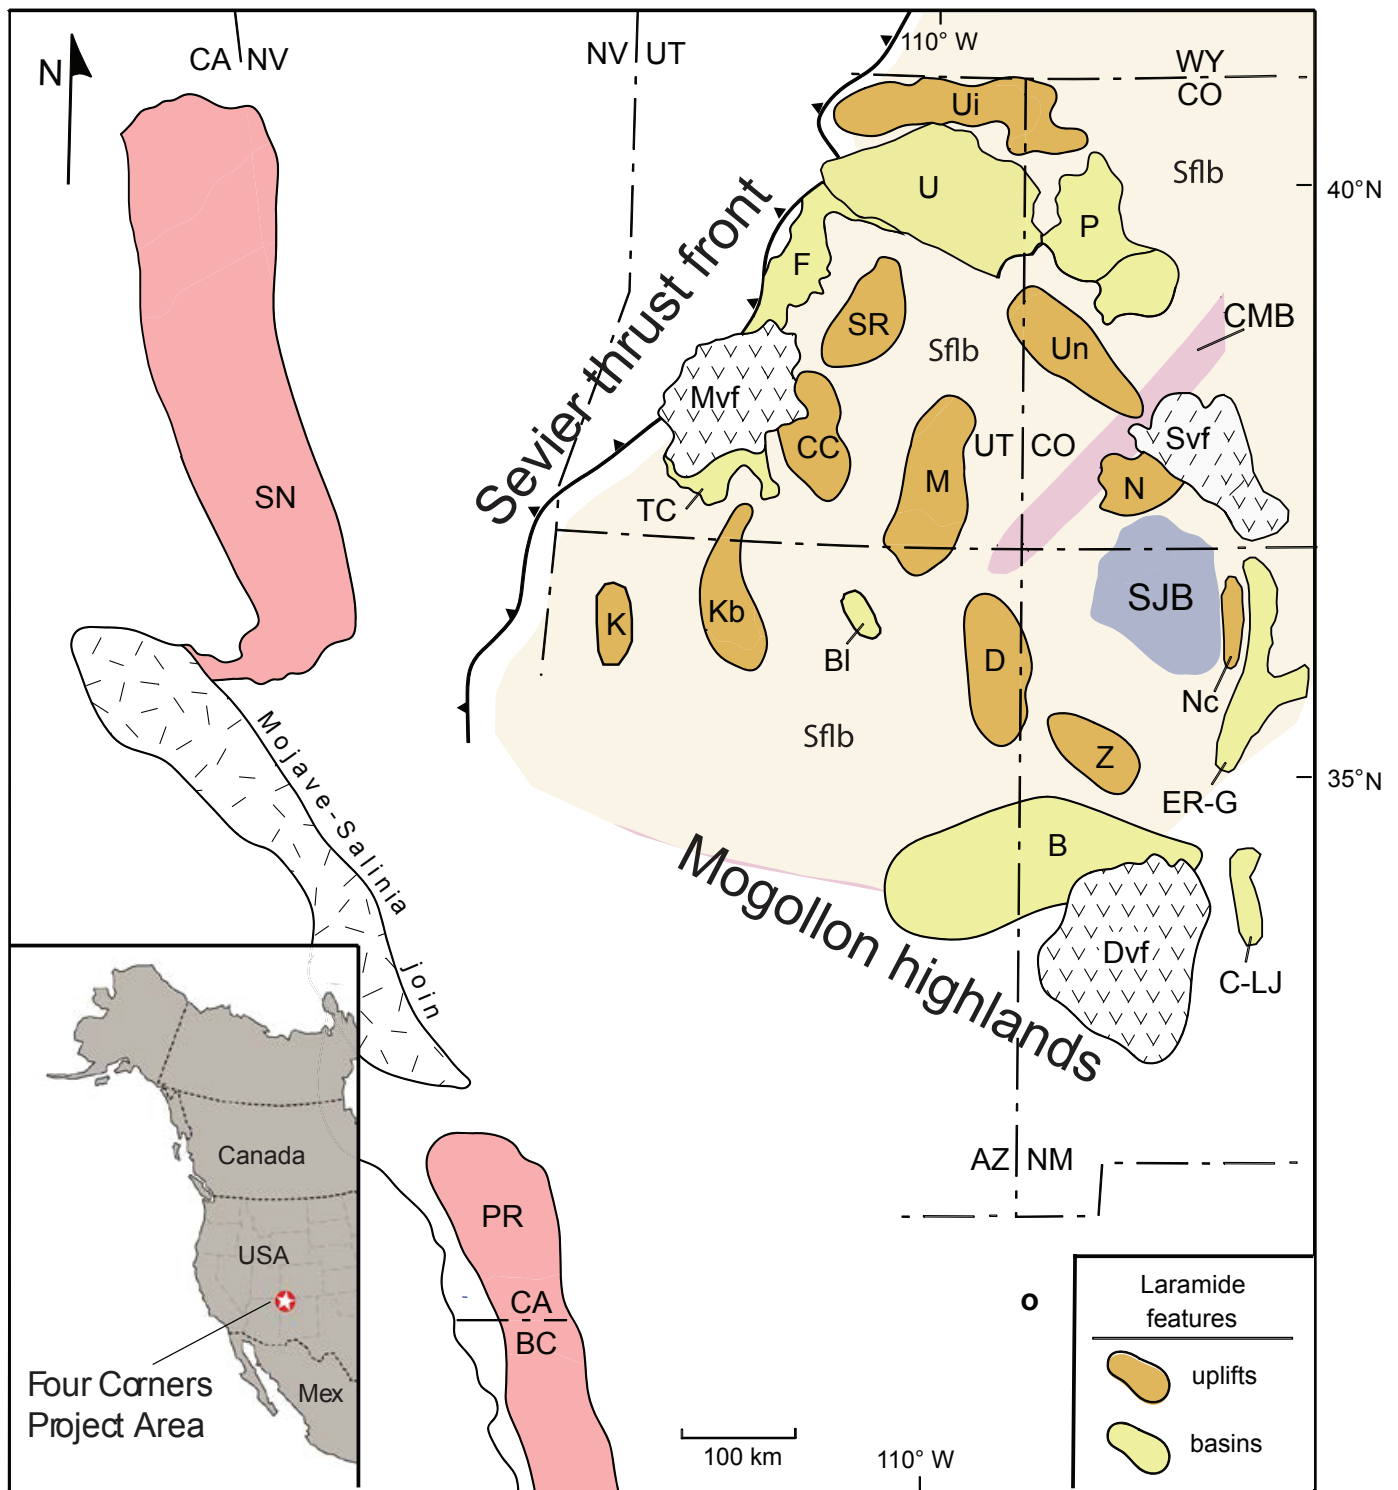 CA NV
NV UT
110° W
WY
CO
N
Ui
Sflb
40°N
U
P
F
Sevier thrust front
SR
Sflb
Un
CMB
Mvf
CC
M
UT CO
Svf
N
SN
TC
K
Kb
Bl
D
SJB
Nc
Sflb
Z
ER-G
35°N
Mojave-Salinia
join
B
Mogollon highlands
Dvf
C-LJ
AZ NM
PR
CA
BC
Canada
USA
Mex
Four Corners
Project Area
100 km
110° W
o
Laramide
features
uplifts
basins